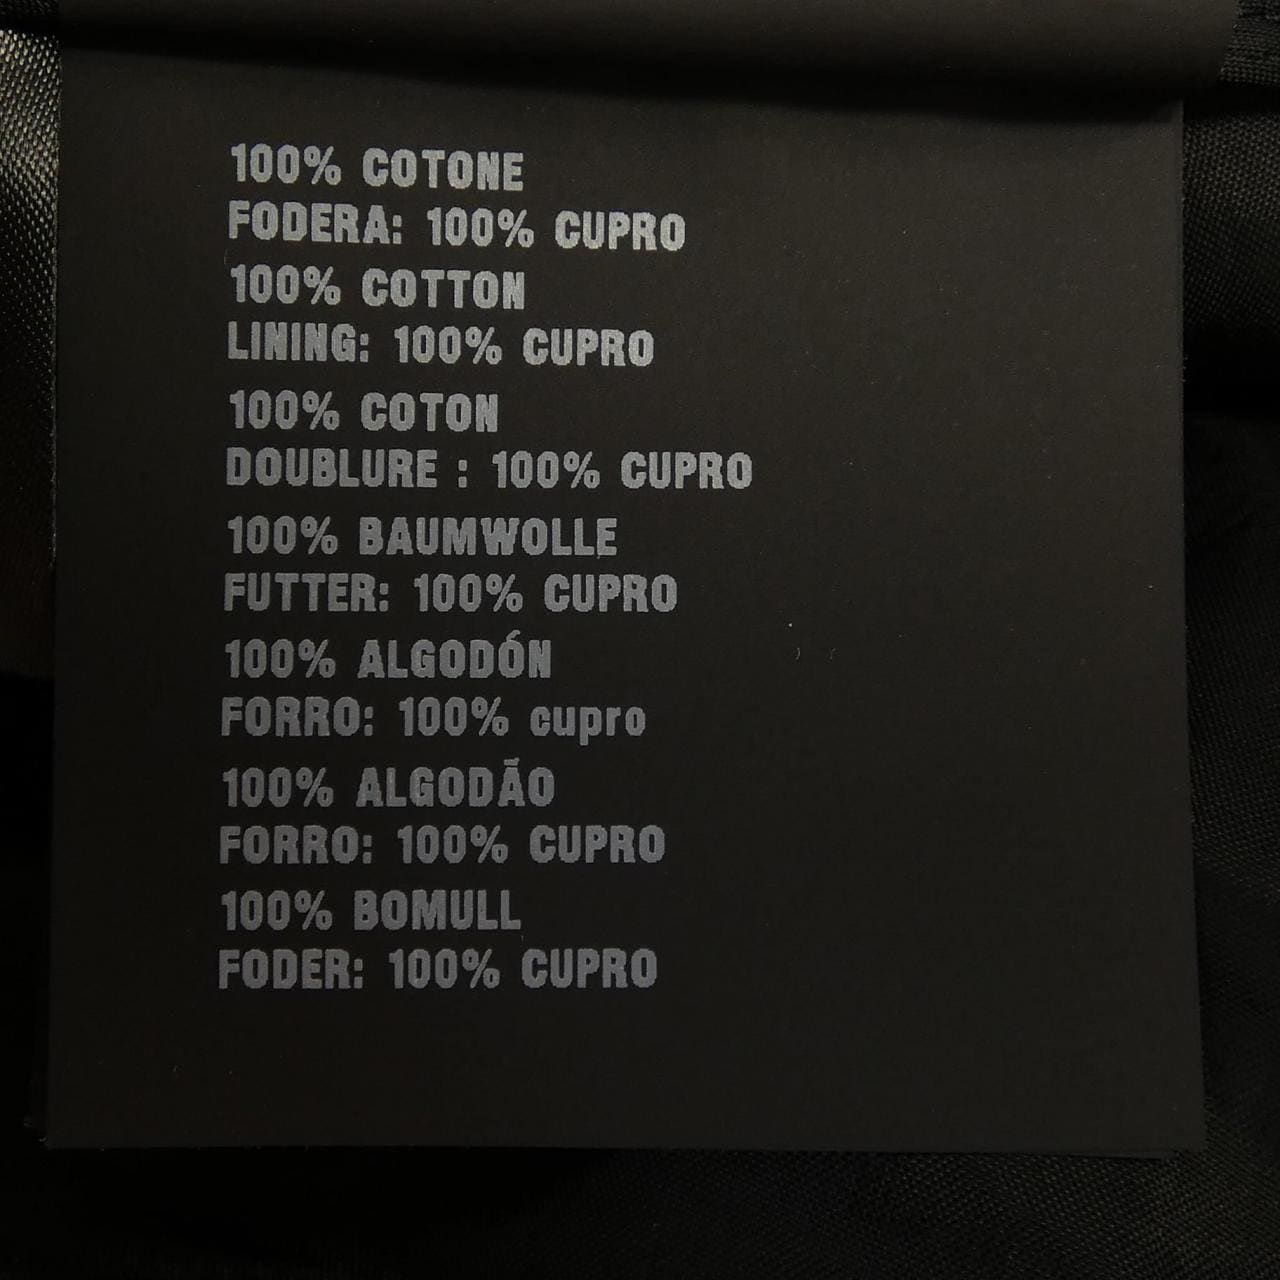 100% COTONE
FODERA: 100% CUPRO
100% COTTON
LINING: 100% CUPRO
100% COTON
DOUBLURE : 100% CUPRO
100% BAUMWOLLE
FUTTER: 100% CUPRO
100% ALGODÓN
FORRO: 100% cupro
100% ALGODÃO
FORRO: 100% CUPRO
100% BOMULL
FODER: 100% CUPRO